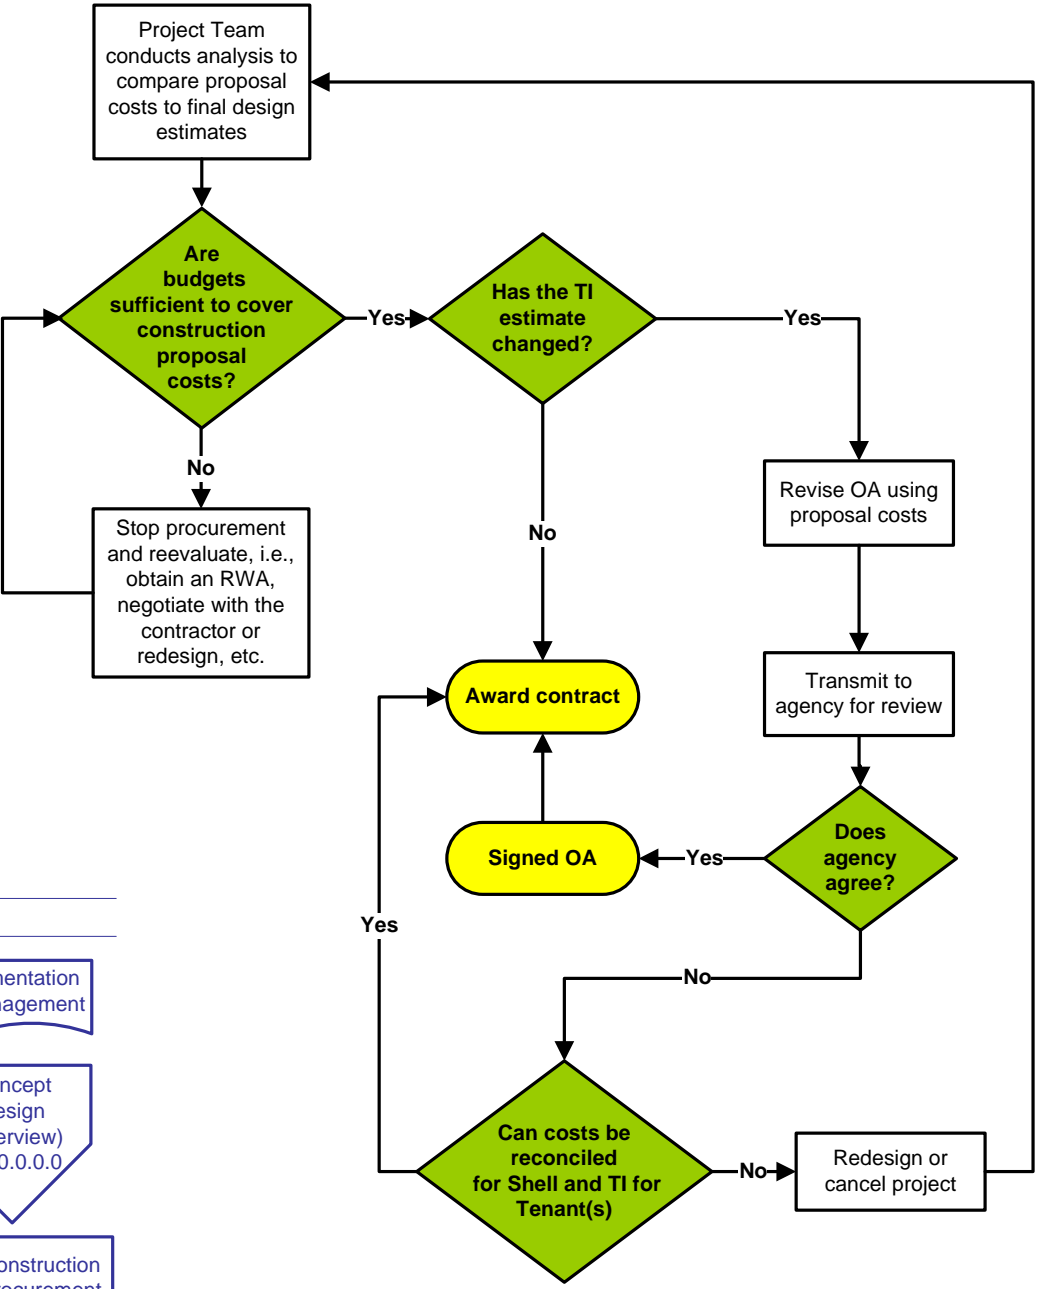 Project Team
conducts analysis to
compare proposal
costs to final design
estimates
Are
budgets
sufficient to cover
construction
proposal
costs?
Yes
Has the TI
estimate
changed?
Yes
No
Stop procurement
and reevaluate, i.e.,
obtain an RWA,
negotiate with the
contractor or
redesign, etc.
No
Revise OA using
proposal costs
Transmit to
agency for review
Award contract
Does
agency
agree?
Yes
Signed OA
Yes
No
Can costs be
reconciled
for Shell and TI for
Tenant(s)
No
Redesign or
cancel project
0.0.0.0